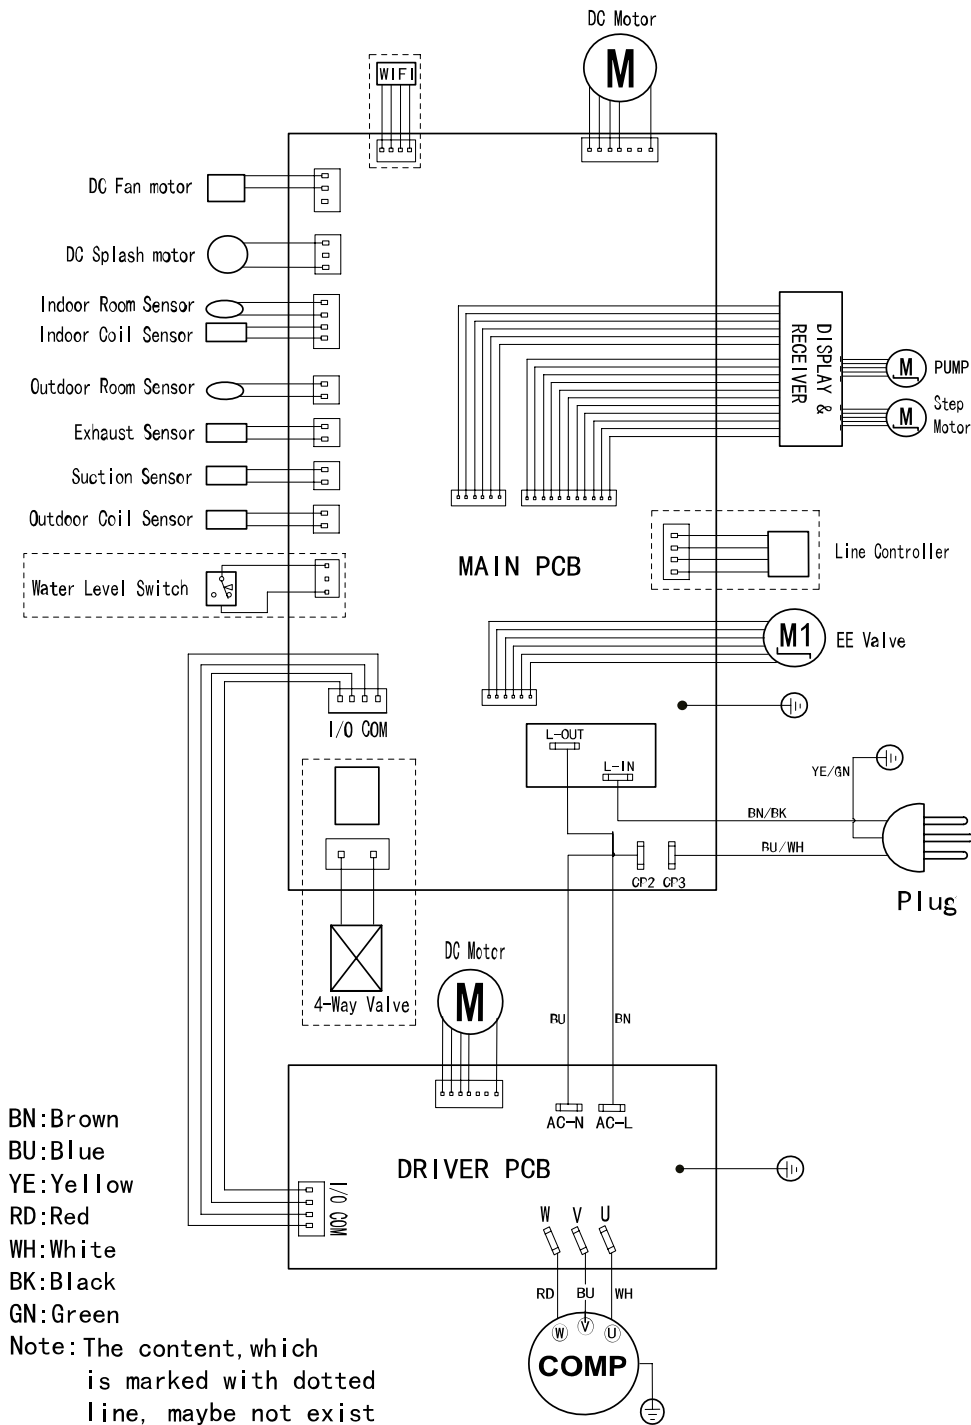 DC Motor
M
WIFI
DC Fan motor
DC Splash motor
Indoor Room Sensor
Indoor Coil Sensor
Outdoor Room Sensor
Exhaust Sensor
Suction Sensor
Outdoor Coil Sensor
Water Level Switch
DISPLAY &
RECEIVER
M
PUMP
M
Step
Motor
MAIN PCB
Line Controller
M1
EE Valve
I/O COM
L-OUT
L-IN
YE/GN
BN/BK
BU/WH
CP2
CP3
Plug
4-Way Valve
DC Motor
M
BU
BN
AC-N
AC-L
DRIVER PCB
I/O COM
W
V
U
RD
BU
WH
W
V
U
COMP
BN:Brown
BU:Blue
YE:Yellow
RD:Red
WH:White
BK:Black
GN:Green
Note: The content, which
is marked with dotted
line, maybe not exist